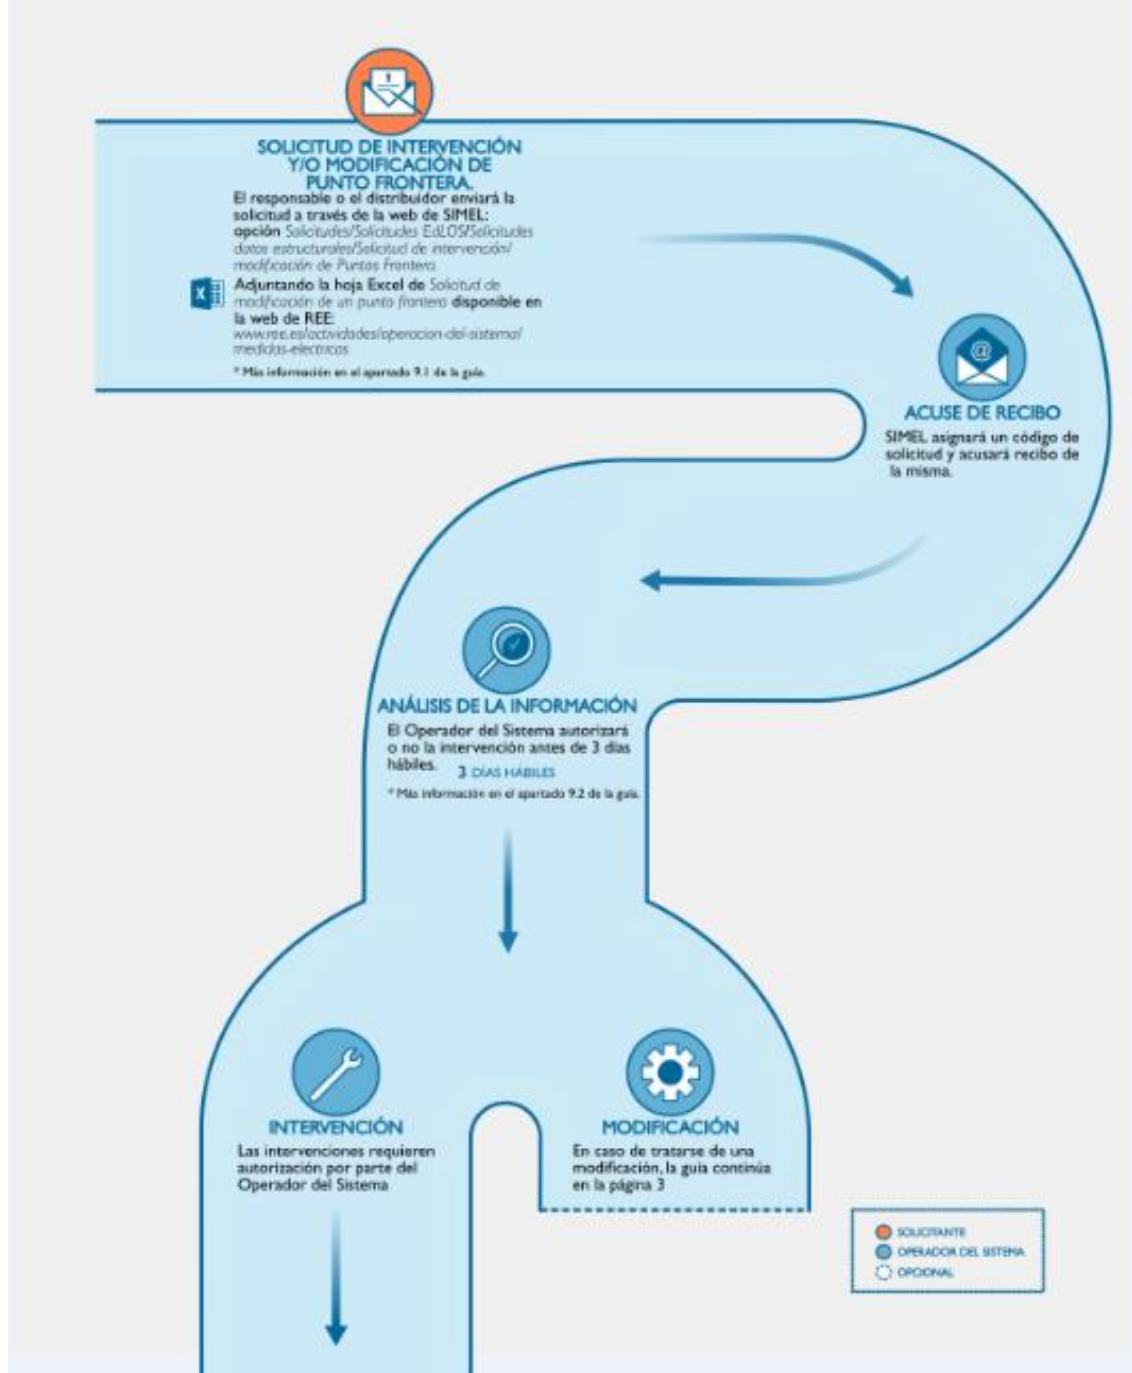 SOLICITUD DE INTERVENCIÓN
Y/O MODIFICACIÓN DE
PUNTO FRONTERA.
El responsable o el distribuidor enviará la
solicitud a través de la web de SIMEL:
opción Solicitudes/Solicitudes EdLOS/Solicitudes
datos estructurales/Solicitud de intervención/
modificación de Puntos Frontera.
Adjuntando la hoja Excel de Solicitud de
modificación de un punto frontera disponible en
la web de REE:
www.ree.es/actividades/operacion-del-sistema/
medidas-electricas
* Más información en el apartado 9.1 de la guía.
ACUSE DE RECIBO
SIMEL asignará un código de
solicitud y acusará recibo de
la misma.
ANÁLISIS DE LA INFORMACIÓN
El Operador del Sistema autorizará
o no la intervención antes de 3 días
hábiles.
3 DÍAS HÁBILES
* Más información en el apartado 9.2 de la guía.
INTERVENCIÓN
Las intervenciones requieren
autorización por parte del
Operador del Sistema
MODIFICACIÓN
En caso de tratarse de una
modificación, la guía continúa
en la página 3
SOLICITANTE
OPERADOR DEL SISTEMA
OPCIONAL